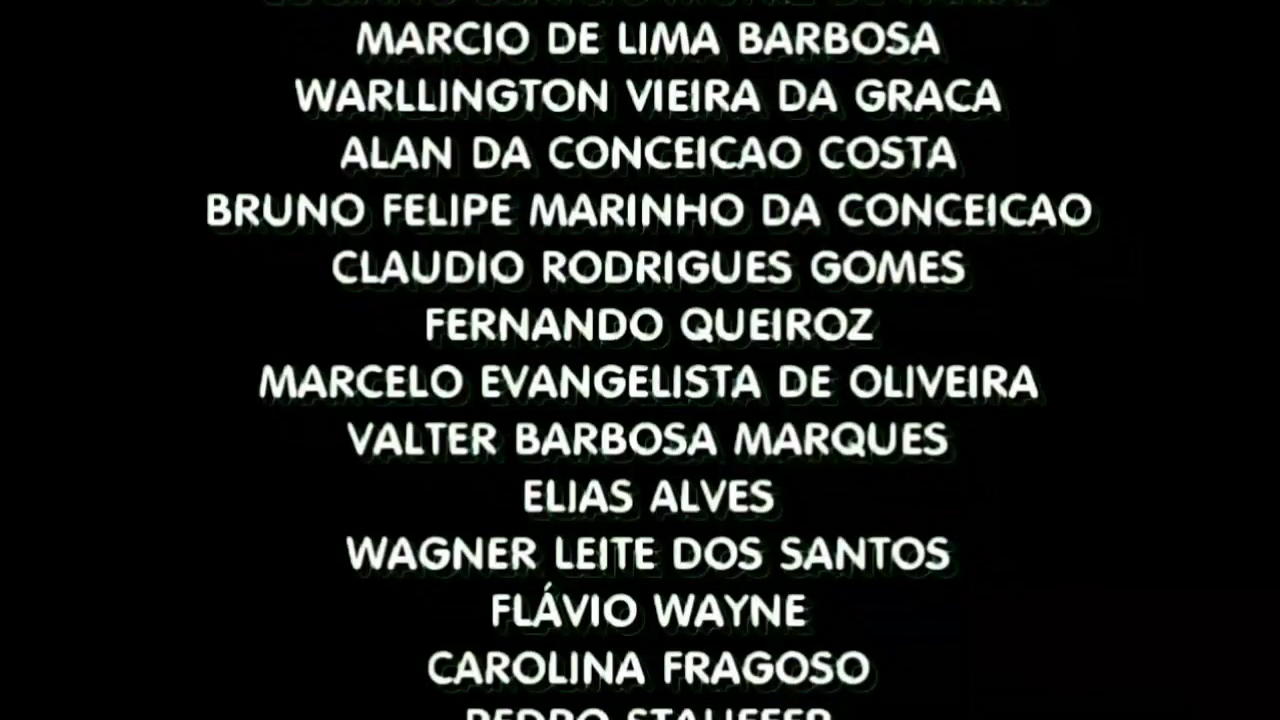 MARCIO DE LIMA BARBOSA
WARLLINGTON VIEIRA DA GRACA
ALAN DA CONCEICAO COSTA
BRUNO FELIPE MARINHO DA CONCEICAO
CLAUDIO RODRIGUES GOMES
FERNANDO QUEIROZ
MARCELO EVANGELISTA DE OLIVEIRA
VALTER BARBOSA MARQUES
ELIAS ALVES
WAGNER LEITE DOS SANTOS
FLÁVIO WAYNE
CAROLINA FRAGOSO
PEDRO STAUFFER